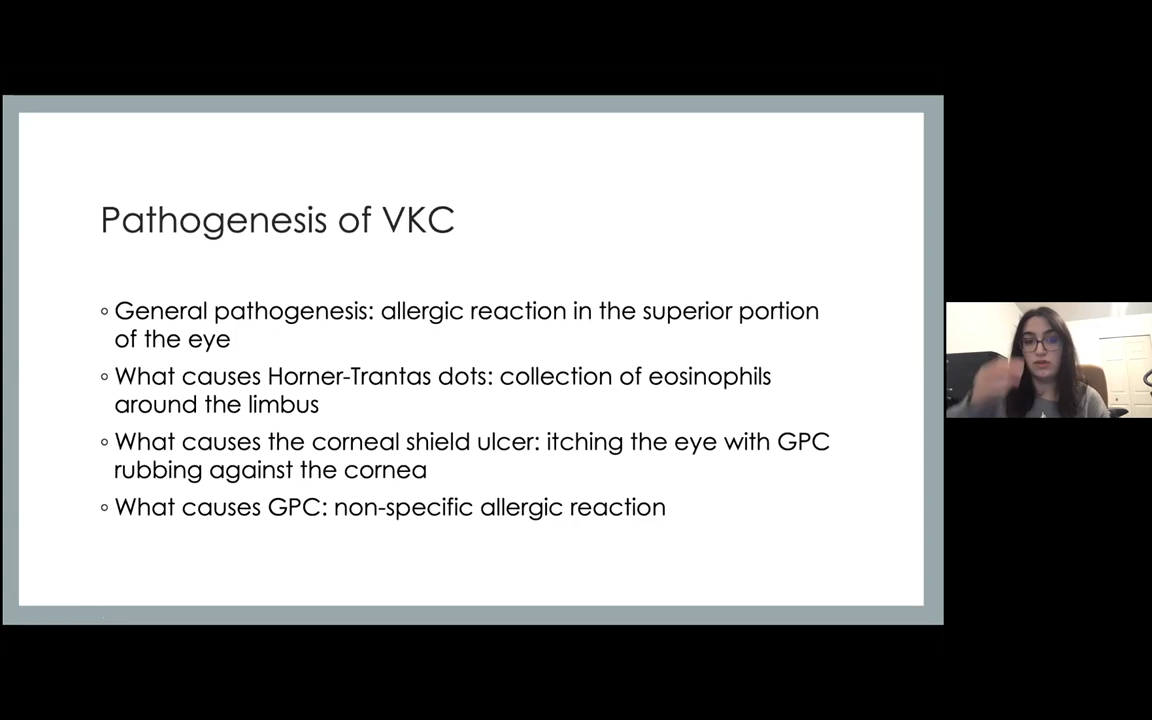 Pathogenesis of VKC
◦ General pathogenesis: allergic reaction in the superior portion
of the eye
◦ What causes Horner-Trantas dots: collection of eosinophils
around the limbus
◦ What causes the corneal shield ulcer: itching the eye with GPC
rubbing against the cornea
◦ What causes GPC: non-specific allergic reaction